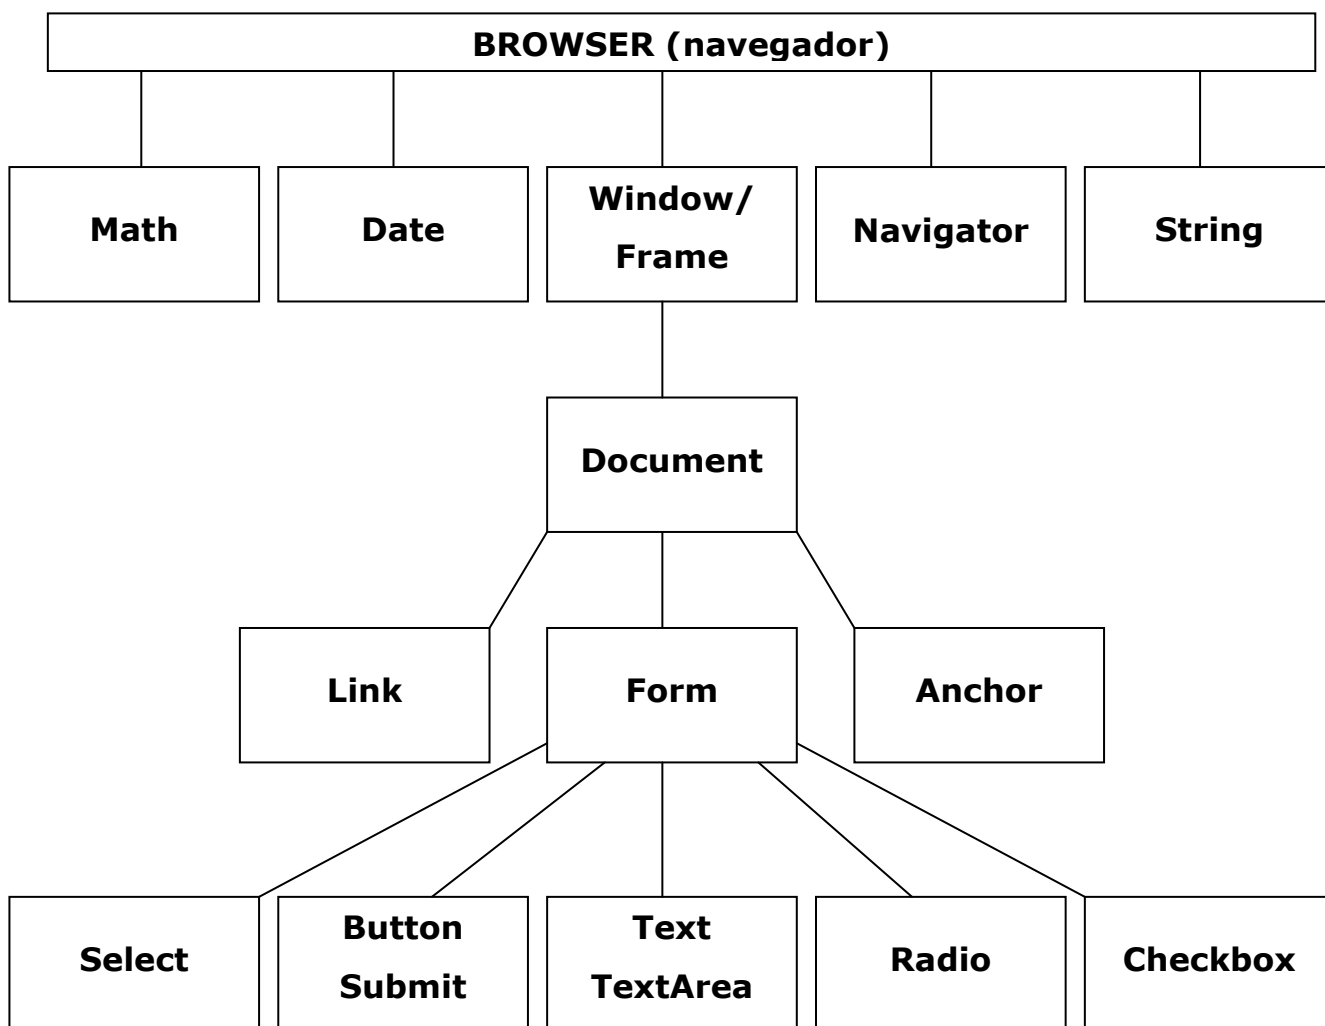 BROWSER (navegador)
Math
Date
Window/
Frame
Navigator
String
Document
Link
Form
Anchor
Select
Button
Submit
Text
TextArea
Radio
Checkbox